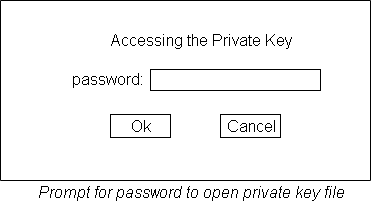 Accessing the Private Key
password:
Ok Cancel
Prompt for password to open private key file